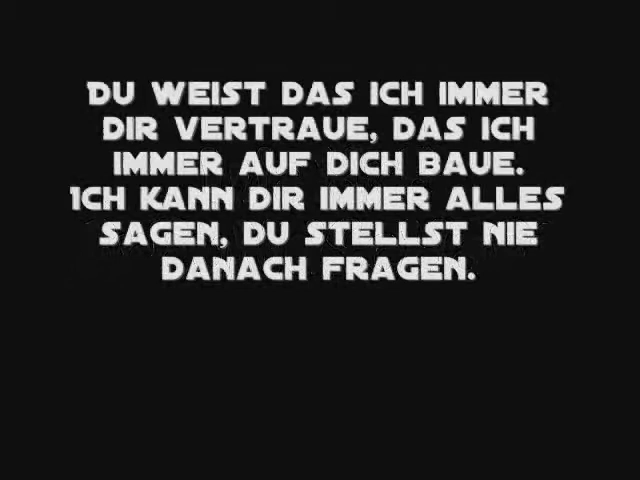 Du weist das ich immer
dir vertraue, das ich
immer auf dich baue.
Ich kann dir immer alles
sagen, du stellst nie
danach fragen.